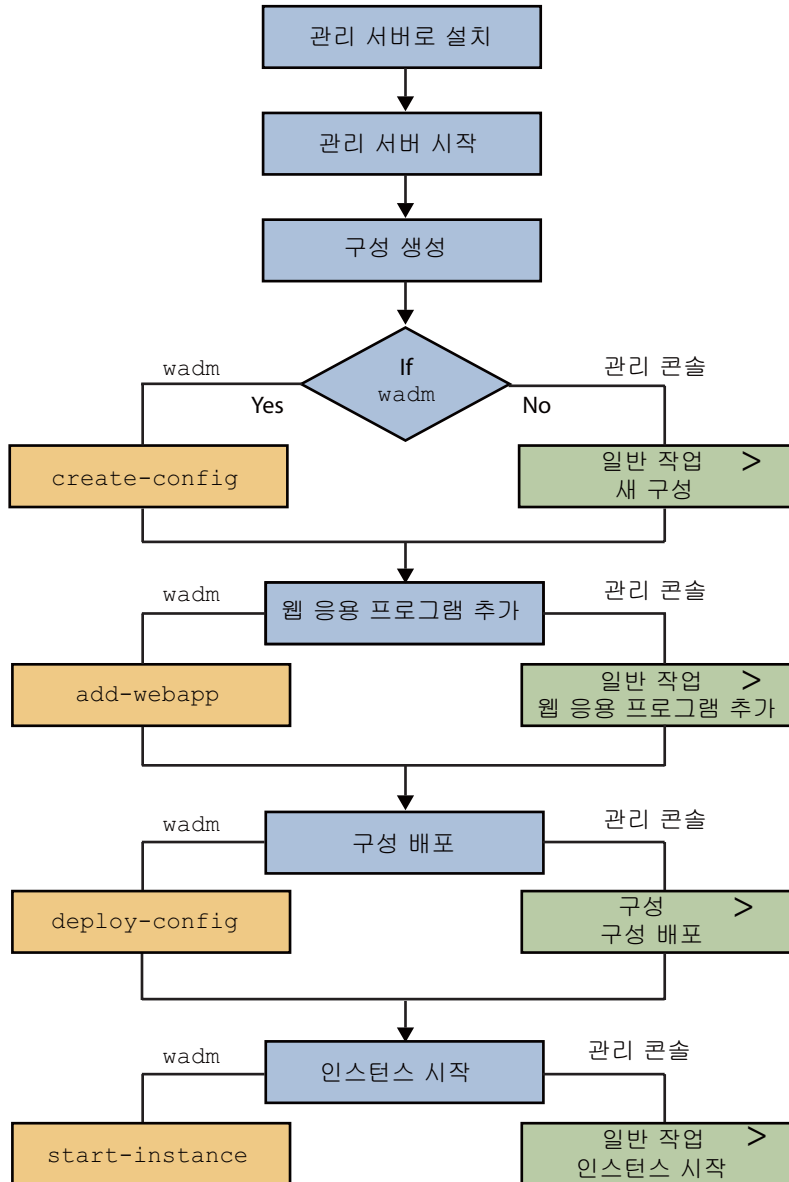 관리 서버로 설치
관리 서버 시작
구성 생성
wadm
If
wadm
관리 콘솔
Yes
No
create-config
일반 작업 >
새 구성
wadm
웹 응용 프로그램 추가
관리 콘솔
add-webapp
일반 작업 >
웹 응용 프로그램 추가
wadm
구성 배포
관리 콘솔
deploy-config
구성 >
구성 배포
wadm
인스턴스 시작
관리 콘솔
start-instance
일반 작업 >
인스턴스 시작